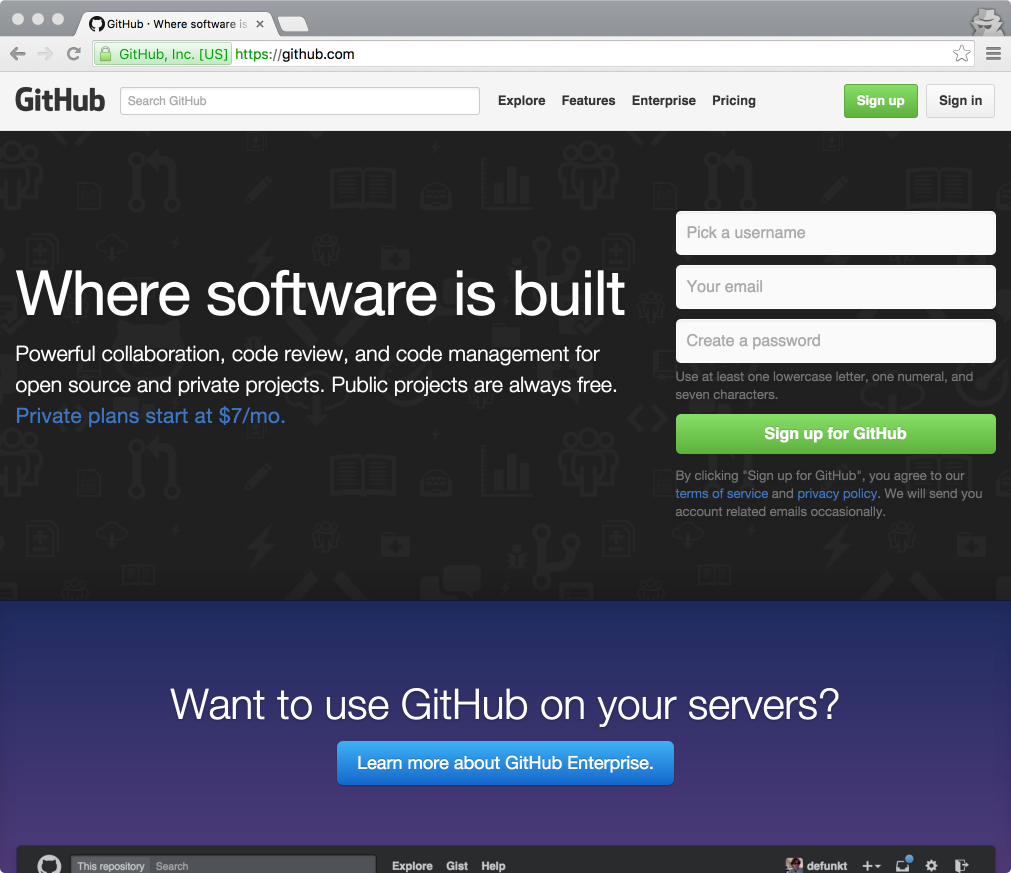 GitHub · Where software is
GitHub, Inc. [US] https://github.com
GitHub
Search GitHub
Explore Features Enterprise Pricing
Sign up
Sign in
Where software is built
Powerful collaboration, code review, and code management for
open source and private projects. Public projects are always free.
Private plans start at $7/mo.
Pick a username
Your email
Create a password
Use at least one lowercase letter, one numeral, and
seven characters.
Sign up for GitHub
By clicking "Sign up for GitHub", you agree to our
terms of service and privacy policy. We will send you
account related emails occasionally.
Want to use GitHub on your servers?
Learn more about GitHub Enterprise.
This repository Search Explore Gist Help defunkt